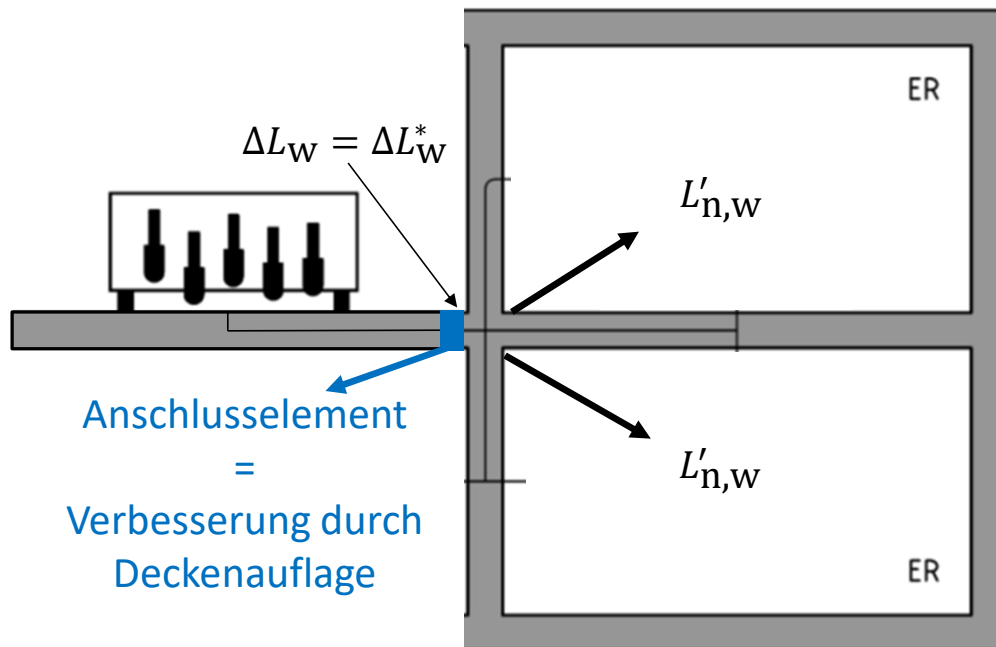 ER
ΔL_w = ΔL*_w
L′_n,w
Anschlusselement
=
Verbesserung durch
Deckenauflage
L′_n,w
ER